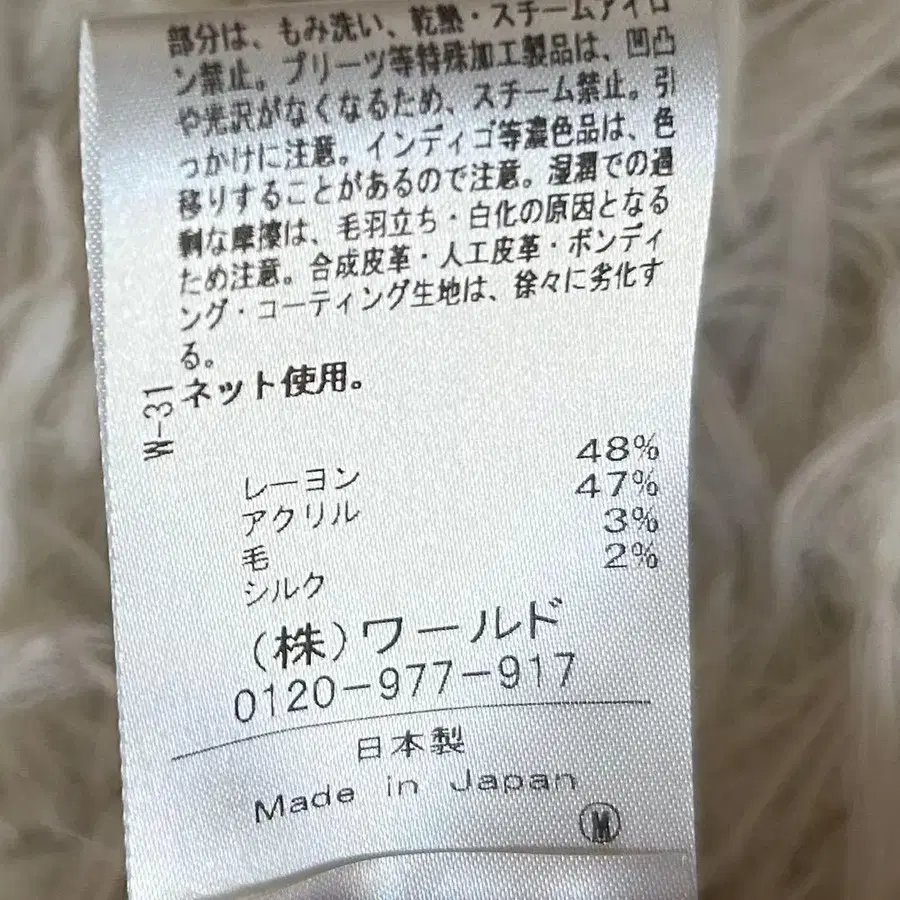 部分は、もみ洗い、乾熱・スチームアイロ
ン禁止。プリーツ等特殊加工製品は、凹凸
や光沢がなくなるため、スチーム禁止。引
っかけに注意。インディゴ等濃色品は、色
移りすることがあるので注意。湿潤での過
剰な摩擦は、毛羽立ち・白化の原因となる
ため注意。合成皮革・人工皮革・ボンディ
ング・コーティング生地は、徐々に劣化す
る。
ネット使用。
W-31
レーヨン 48%
アクリル 47%
毛 3%
シルク 2%
(株)ワールド
0120-977-917
日本製
Made in Japan
M